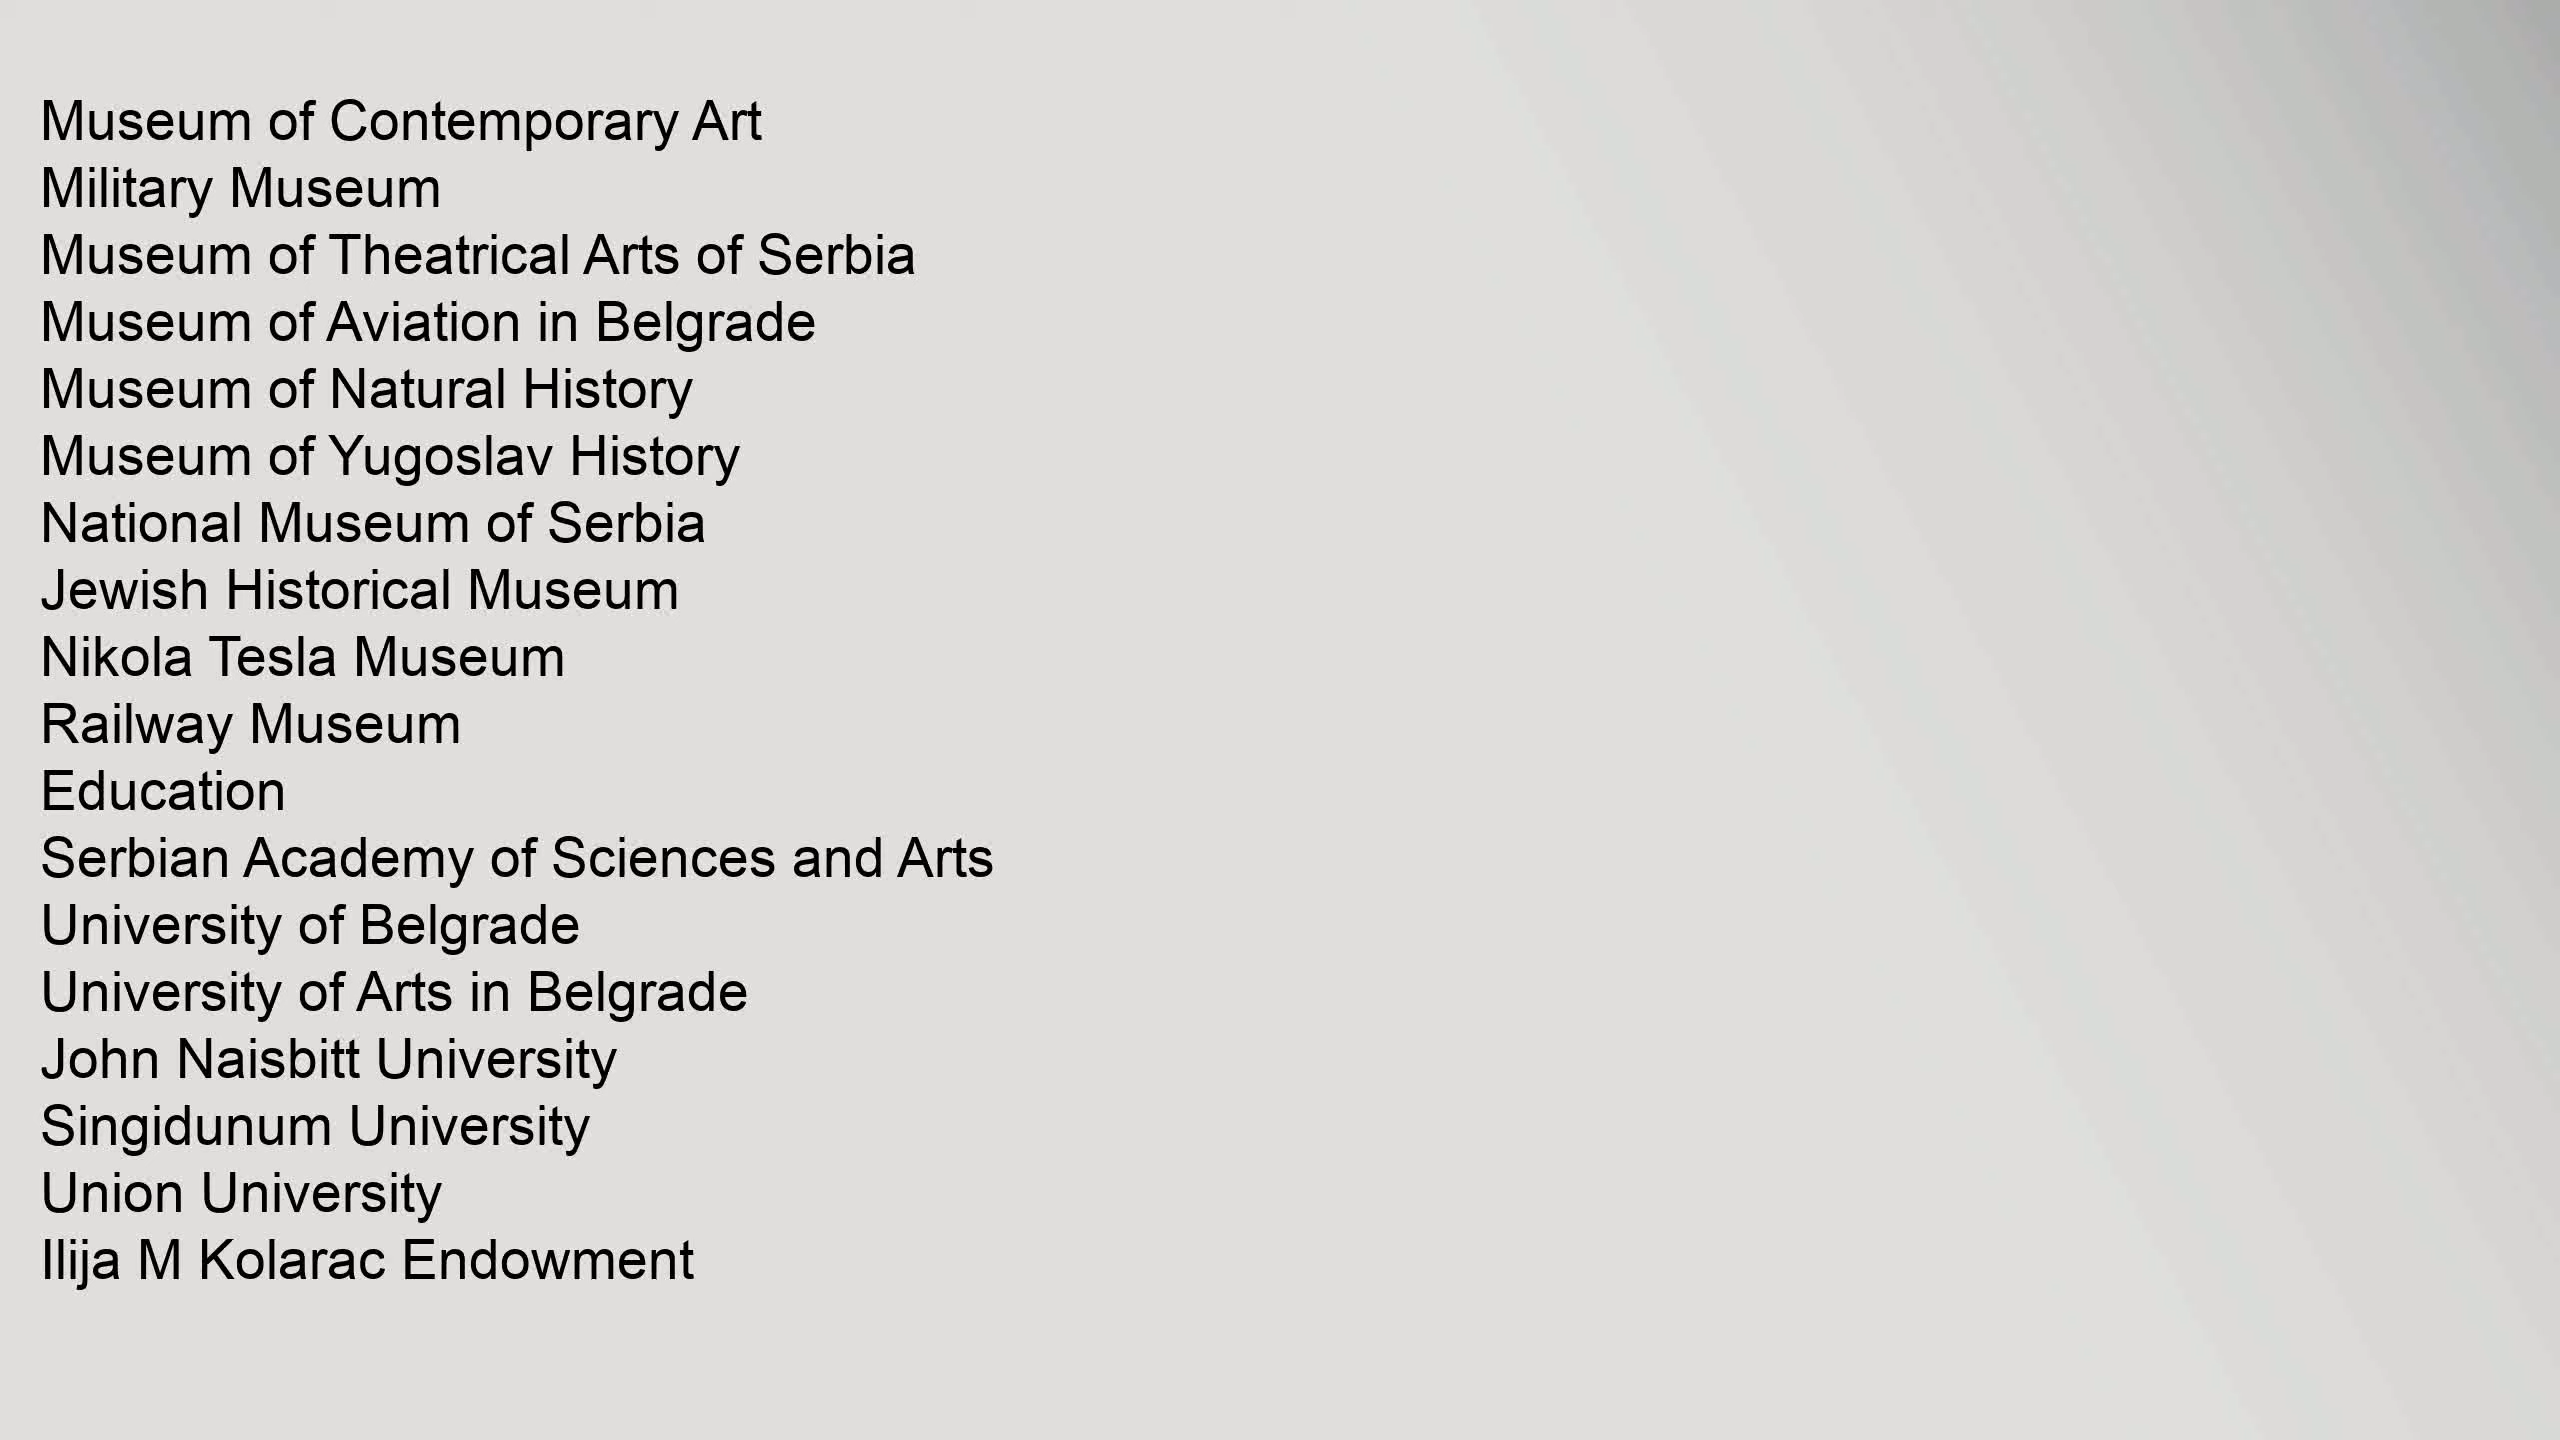 Museum of Contemporary Art
Military Museum
Museum of Theatrical Arts of Serbia
Museum of Aviation in Belgrade
Museum of Natural History
Museum of Yugoslav History
National Museum of Serbia
Jewish Historical Museum
Nikola Tesla Museum
Railway Museum
Education
Serbian Academy of Sciences and Arts
University of Belgrade
University of Arts in Belgrade
John Naisbitt University
Singidunum University
Union University
Ilija M Kolarac Endowment